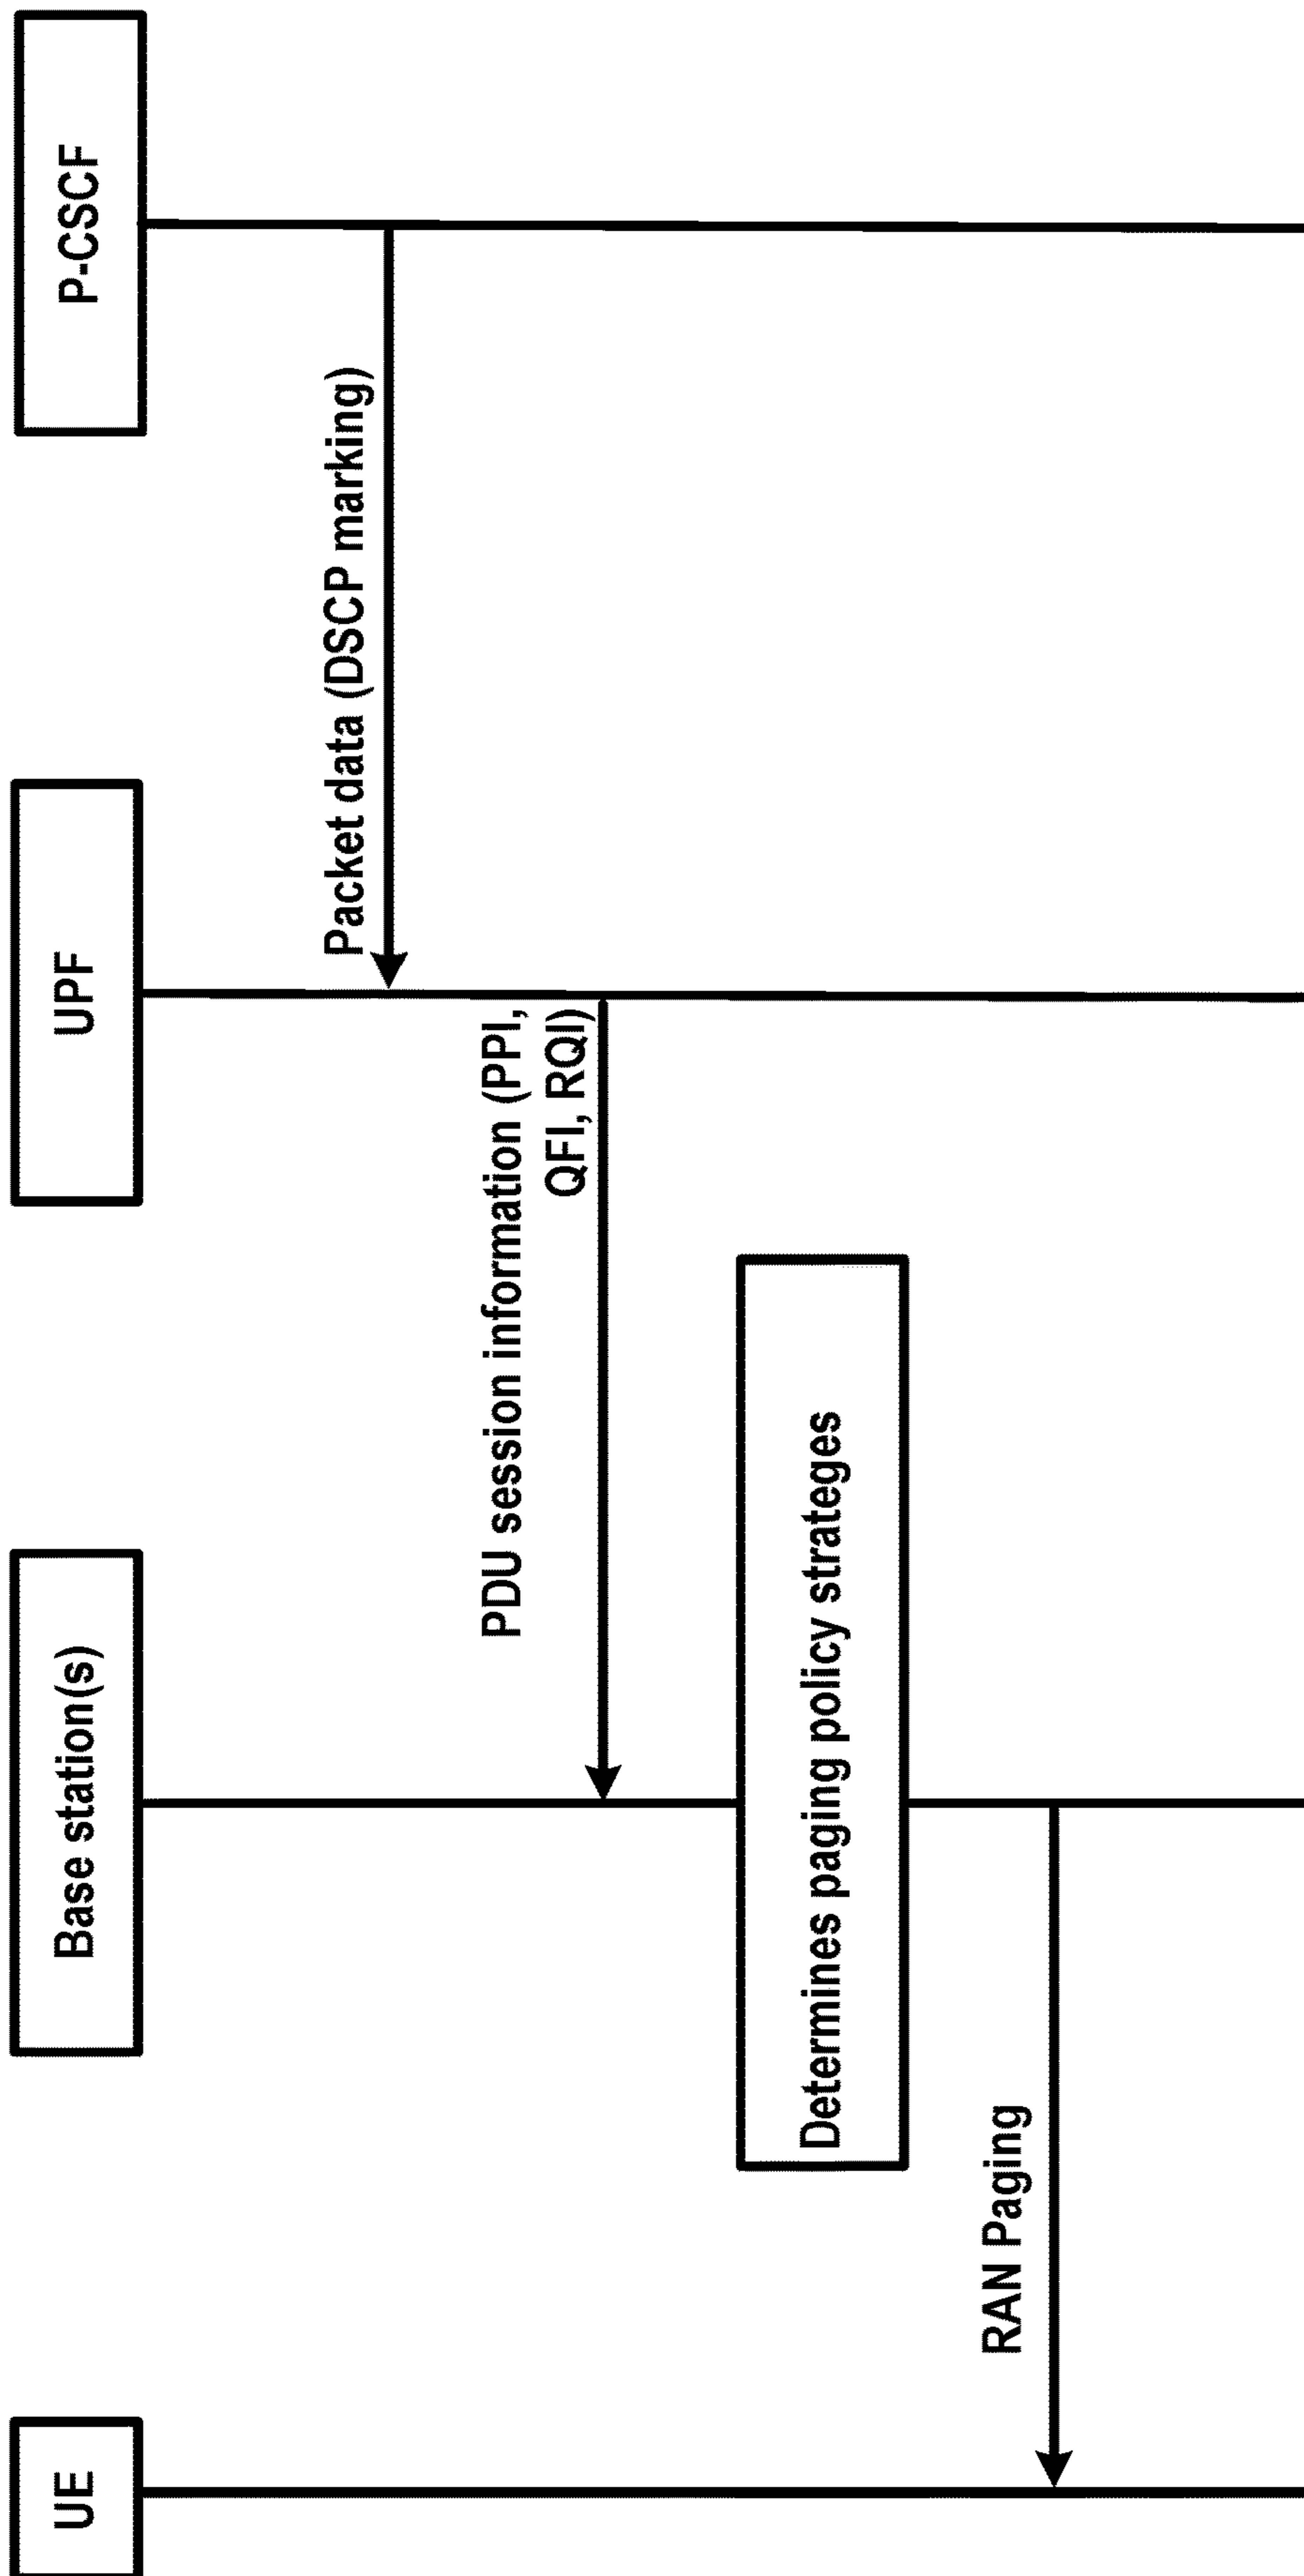 UE
Base station(s)
UPF
P-CSCF
Packet data (DSCP marking)
PDU session information (PPI,
QFI, RQI)
Determines paging policy strateges
RAN Paging